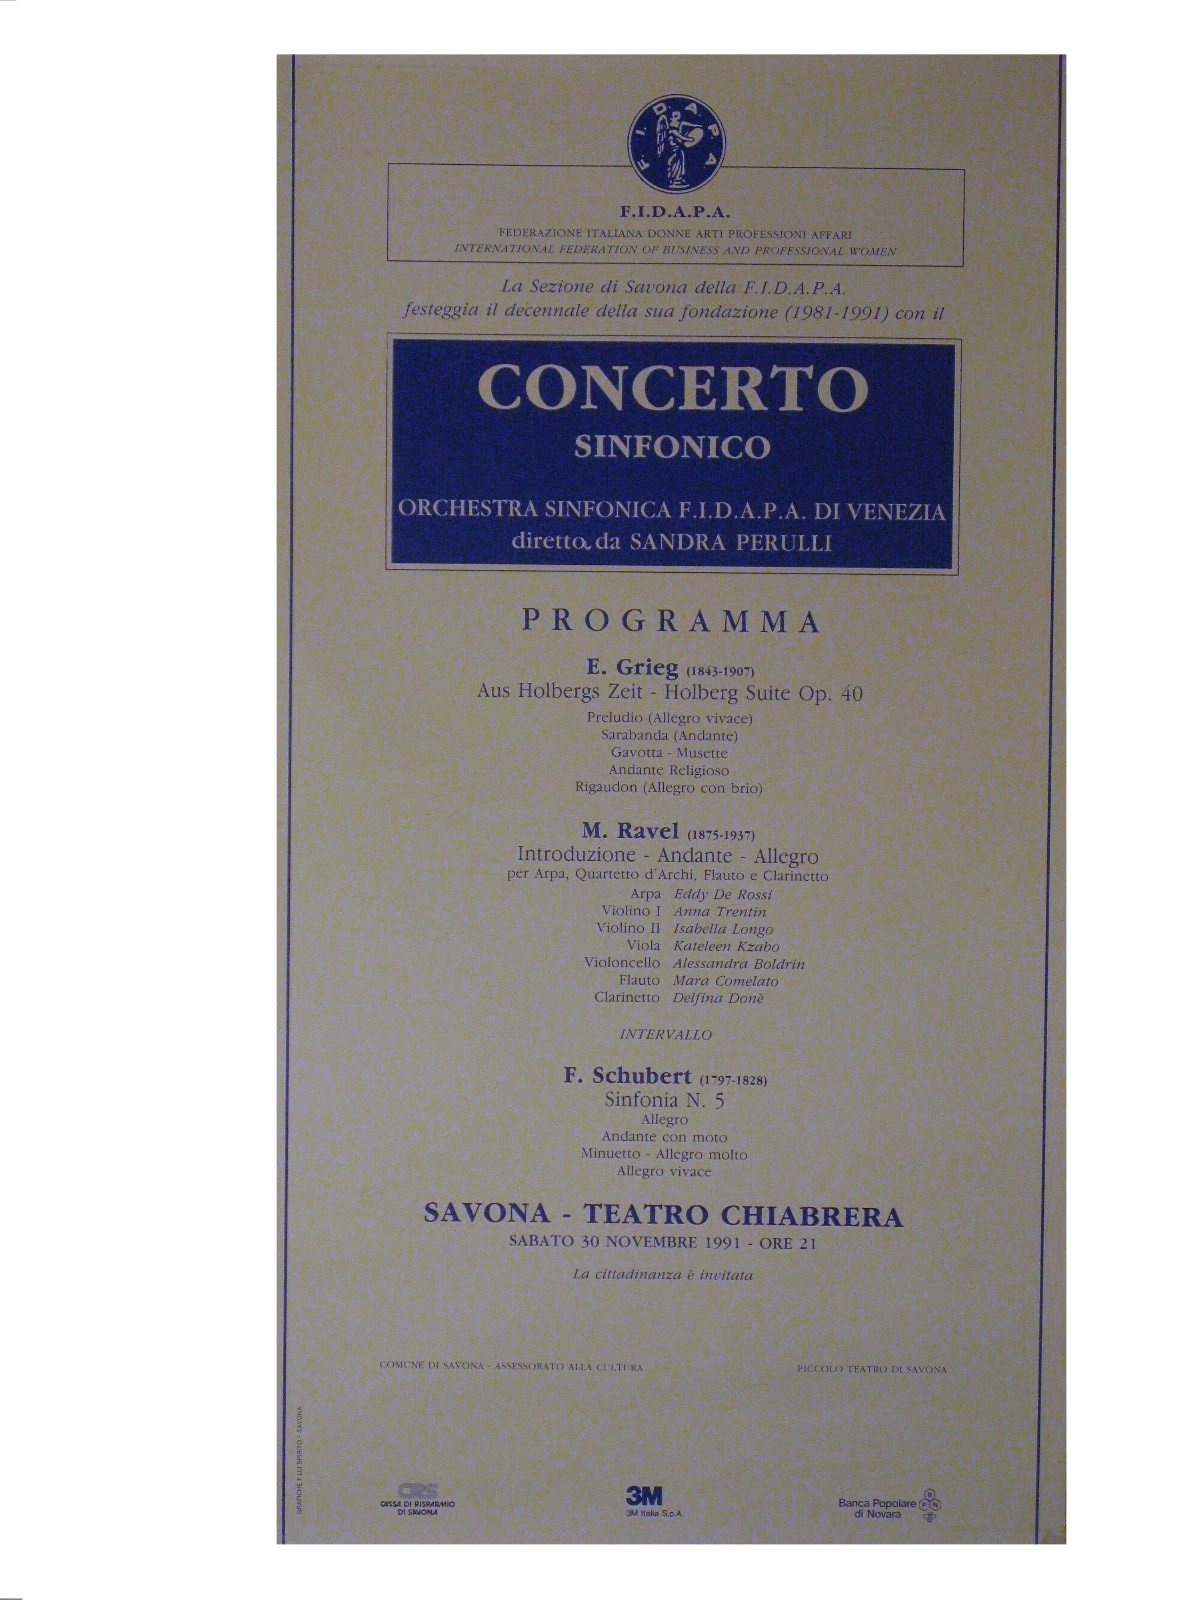 F.I.D.A.P.A.
F.I.D.A.P.A.
FEDERAZIONE ITALIANA DONNE ARTI PROFESSIONI AFFARI
INTERNATIONAL FEDERATION OF BUSINESS AND PROFESSIONAL WOMEN
La Sezione di Savona della F.I.D.A.P.A.
festeggia il decennale della sua fondazione (1981-1991) con il
CONCERTO
SINFONICO
ORCHESTRA SINFONICA F.I.D.A.P.A. DI VENEZIA
diretta da SANDRA PERULLI
PROGRAMMA
E. Grieg (1843-1907)
Aus Holbergs Zeit - Holberg Suite Op. 40
Preludio (Allegro vivace)
Sarabanda (Andante)
Gavotta - Musette
Andante Religioso
Rigaudon (Allegro con brio)
M. Ravel (1875-1937)
Introduzione - Andante - Allegro
per Arpa, Quartetto d'Archi, Flauto e Clarinetto
Arpa Eddy De Rossi
Violino I Anna Trentin
Violino II Isabella Longo
Viola Kateleen Kzabo
Violoncello Alessandra Boldrin
Flauto Mara Comelato
Clarinetto Delfina Donè
INTERVALLO
F. Schubert (1797-1828)
Sinfonia N. 5
Allegro
Andante con moto
Minuetto - Allegro molto
Allegro vivace
SAVONA - TEATRO CHIABRERA
SABATO 30 NOVEMBRE 1991 - ORE 21
La cittadinanza è invitata
COMUNE DI SAVONA - ASSESSORATO ALLA CULTURA
PICCOLO TEATRO DI SAVONA
GRAFICHE F.LLI SPIRITO - SAVONA
CRS
CASSA DI RISPARMIO
DI SAVONA
3M
3M Italia S.p.A.
Banca Popolare
di Novara
B P N